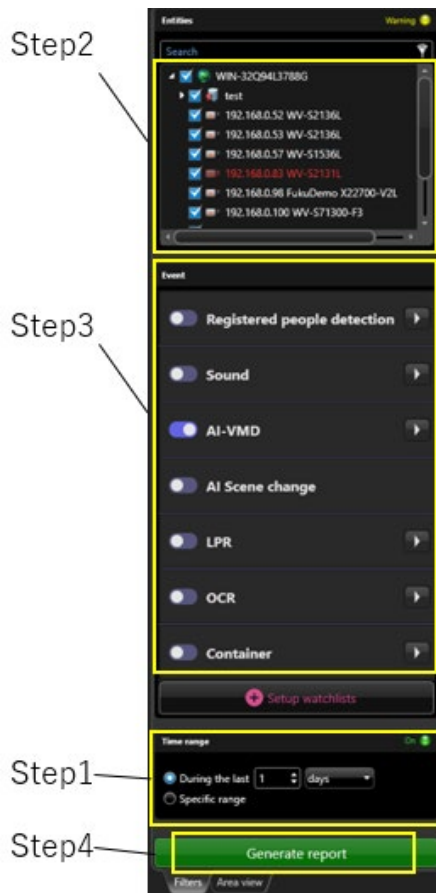 Entities Warning
Step2
Search
WIN-32Q94L3788G
test
192.168.0.52 WV-S2136L
192.168.0.53 WV-S2136L
192.168.0.57 WV-S1536L
192.168.0.83 WV-S2131L
192.168.0.98 FukuDemo X22700-V2L
192.168.0.100 WV-S71300-F3
Event
Step3
Registered people detection
Sound
AI-VMD
AI Scene change
LPR
OCR
Container
Setup watchlists
Time range On
Step1
During the last 1 days
Specific range
Step4
Generate report
Filters Area view